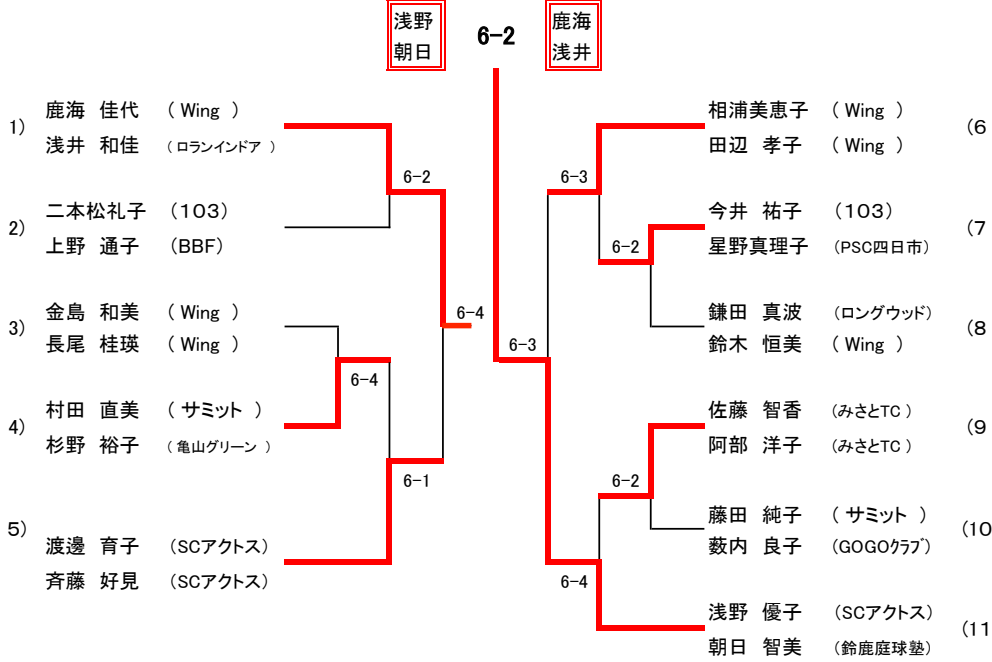 浅野
朝日
6-2
鹿海
浅井
1)
鹿海 佳代 ( Wing )
浅井 和佳 ( ロランインドア )
2)
二本松礼子 (103)
上野 通子 (BBF)
3)
金島 和美 ( Wing )
長尾 桂瑛 ( Wing )
4)
村田 直美 ( サミット )
杉野 裕子 ( 亀山グリーン )
5)
渡邊 育子 (SCアクトス)
斉藤 好見 (SCアクトス)
6-2
6-4
6-4
6-1
6-3
6-3
6-2
6-2
6-4
相浦美恵子 ( Wing )
田辺 孝子 ( Wing )
(6
今井 祐子 (103)
星野真理子 (PSC四日市)
(7
鎌田 真波 (ロングウッド)
鈴木 恒美 ( Wing )
(8
佐藤 智香 (みさとTC )
阿部 洋子 (みさとTC )
(9
藤田 純子 ( サミット )
薮内 良子 (GOGOクラブ)
(10
浅野 優子 (SCアクトス)
朝日 智美 (鈴鹿庭球塾)
(11